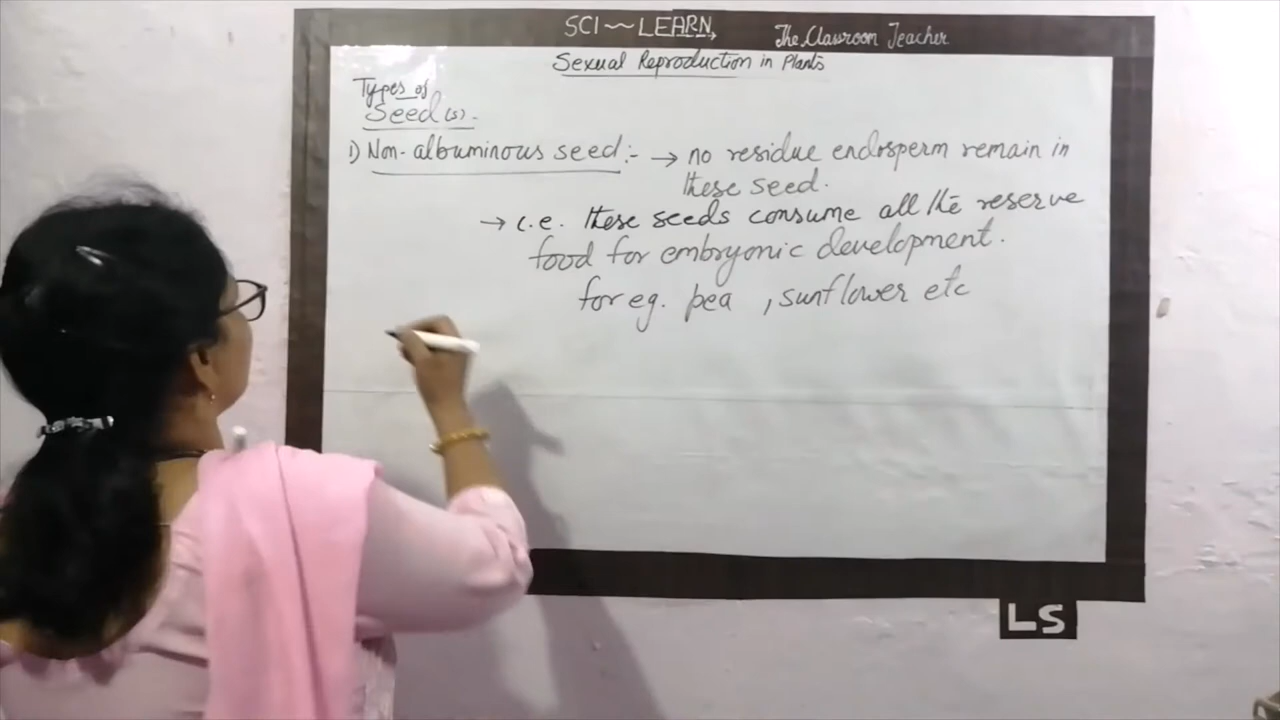 SCI~~LEARN
The Classroom Teacher
Sexual Reproduction in Plants
Types of
Seed(s).
1) Non-albuminous seed:- → no residue endosperm remain in
these seed.
→ i.e. these seeds consume all the reserve
food for embryonic development.
for eg. pea , sunflower etc
LS